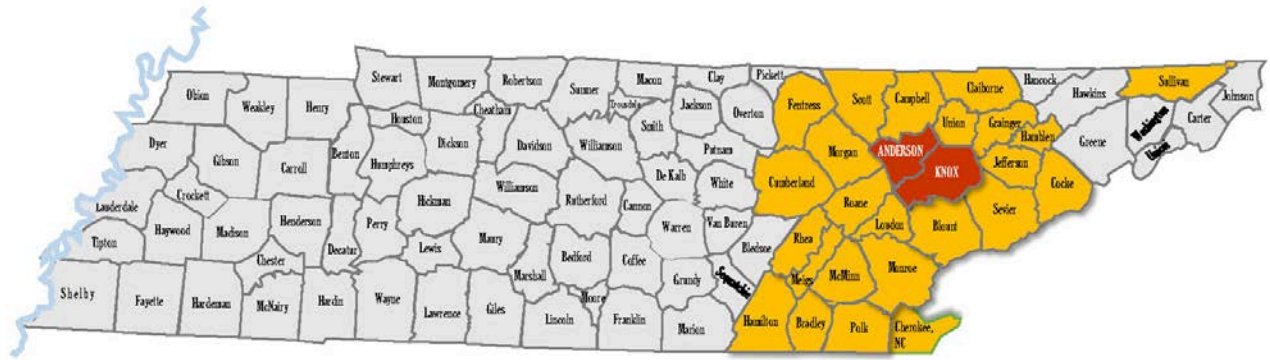 Stewart
Montgomery
Robertson
Sumner
Macon
Clay
Pickett
Obion
Weakley
Henry
Houston
Cheatham
Trousdale
Jackson
Overton
Fentress
Scott
Campbell
Claiborne
Hancock
Hawkins
Sullivan
Johnson
Dyer
Gibson
Carroll
Benton
Humphreys
Dickson
Davidson
Williamson
Smith
Putnam
Morgan
ANDERSON
Union
Grainger
Hamblen
Greene
Washington
Carter
Union
Lauderdale
Crockett
Haywood
Madison
Henderson
Decatur
Perry
Hickman
Williamson
Rutherford
Cannon
De Kalb
White
Cumberland
Roane
KNOX
Jefferson
Cocke
Tipton
Chester
Lewis
Maury
Marshall
Bedford
Coffee
Warren
Van Buren
Bledsoe
Rhea
Loudon
Blount
Sevier
Shelby
Fayette
Hardeman
McNairy
Hardin
Wayne
Lawrence
Giles
Lincoln
Moore
Franklin
Grundy
Marion
Sequatchie
Meigs
McMinn
Monroe
Hamilton
Bradley
Polk
Cherokee,
NC